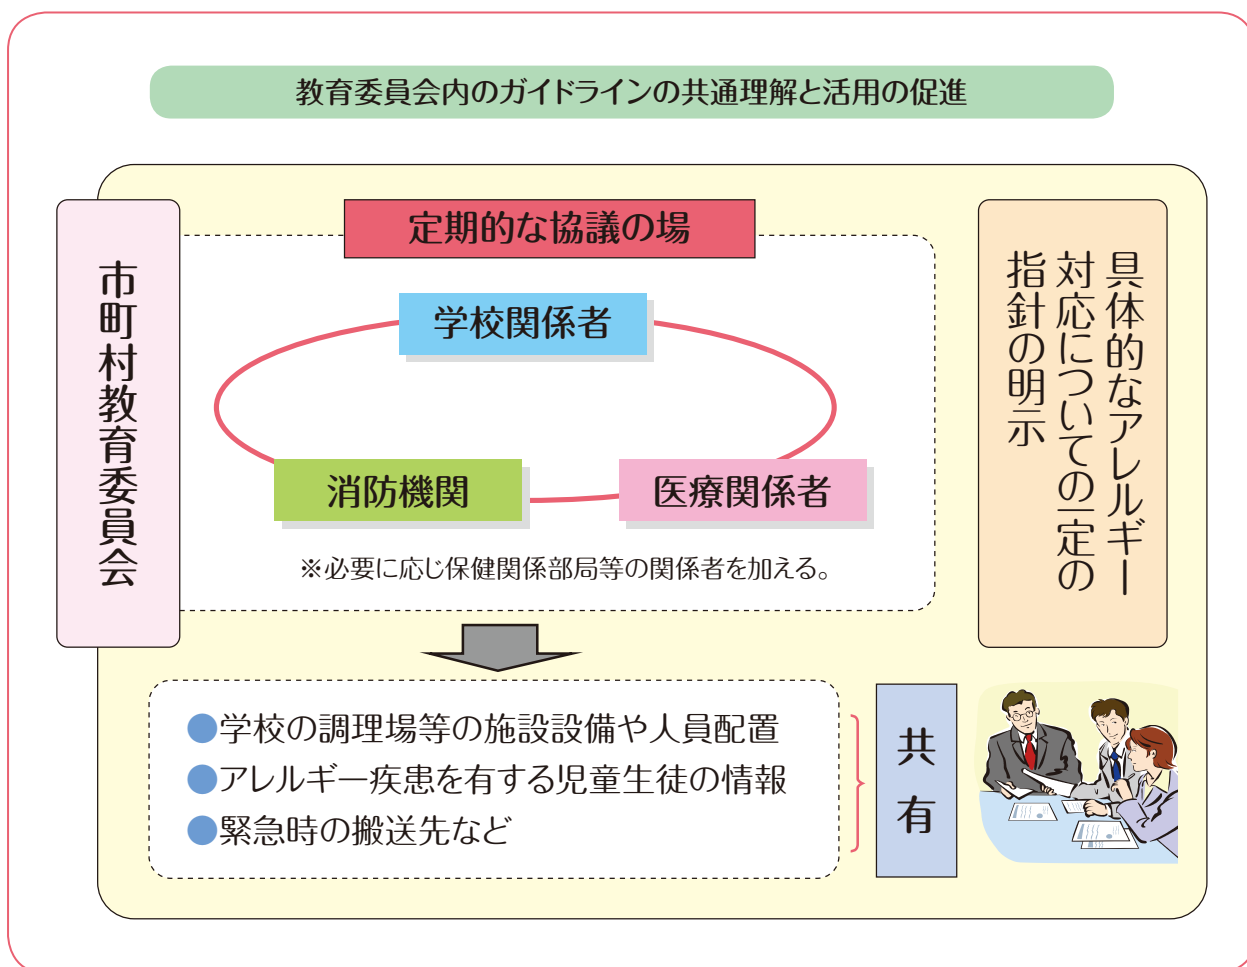 教育委員会内のガイドラインの共通理解と活用の促進
市町村教育委員会
定期的な協議の場
学校関係者
消防機関
医療関係者
※必要に応じ保健関係部局等の関係者を加える。
具体的なアレルギー
対応についての一定の
指針の明示
●学校の調理場等の施設設備や人員配置
●アレルギー疾患を有する児童生徒の情報
●緊急時の搬送先など
共有